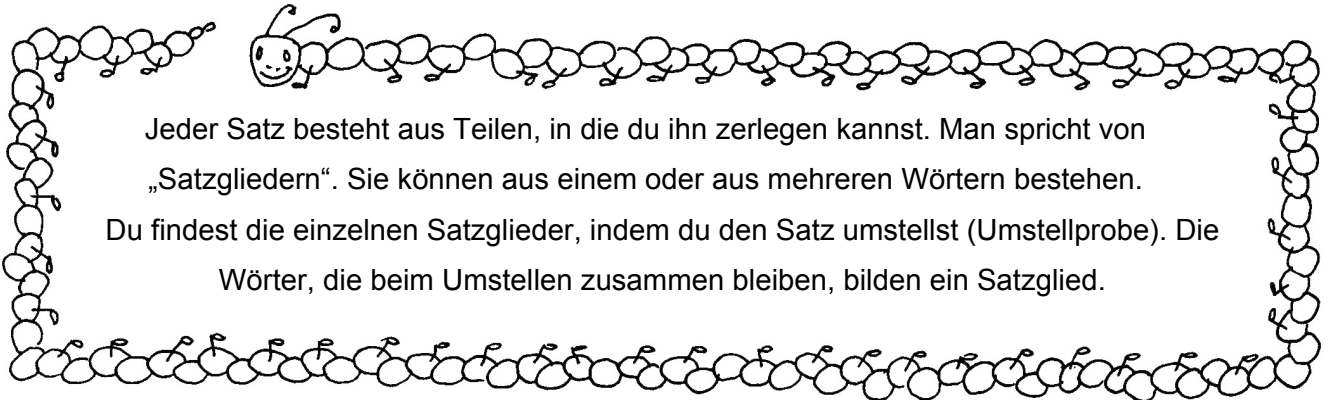 Jeder Satz besteht aus Teilen, in die du ihn zerlegen kannst. Man spricht von
„Satzgliedern“. Sie können aus einem oder aus mehreren Wörtern bestehen.
Du findest die einzelnen Satzglieder, indem du den Satz umstellst (Umstellprobe). Die
Wörter, die beim Umstellen zusammen bleiben, bilden ein Satzglied.